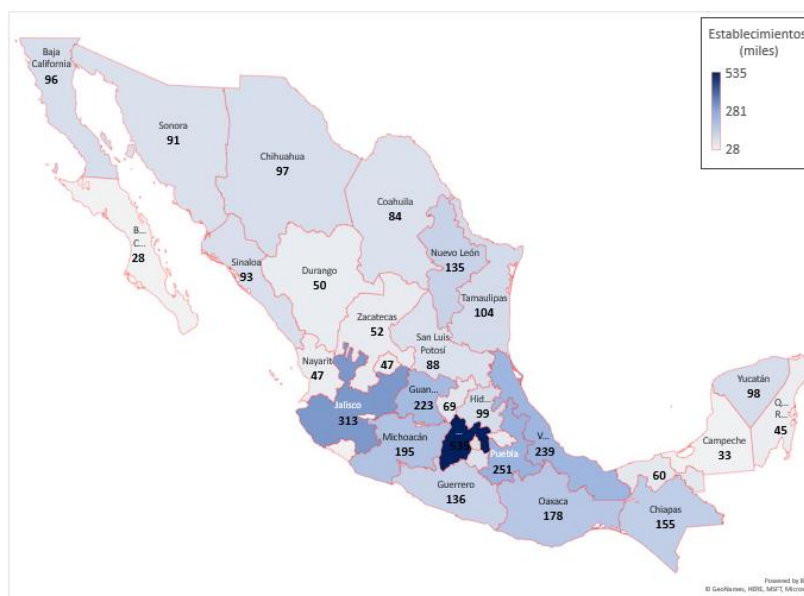 Establecimientos
(miles)
535
281
28
Baja
California
96
Sonora
91
Chihuahua
97
Coahuila
84
B...
C...
28
Sinaloa
93
Durango
50
Nuevo León
135
Tamaulipas
104
Zacatecas
52
San Luis
Potosí
88
Nayarit
47
47
Jalisco
313
Guan...
223
69
Hid...
99
Michoacán
195
...
535
Puebla
251
V...
239
Guerrero
136
Oaxaca
178
60
Chiapas
155
Campeche
33
Yucatán
98
Q...
R...
45
Powered by B
© GeoNames, HERE, MSFT, Micros